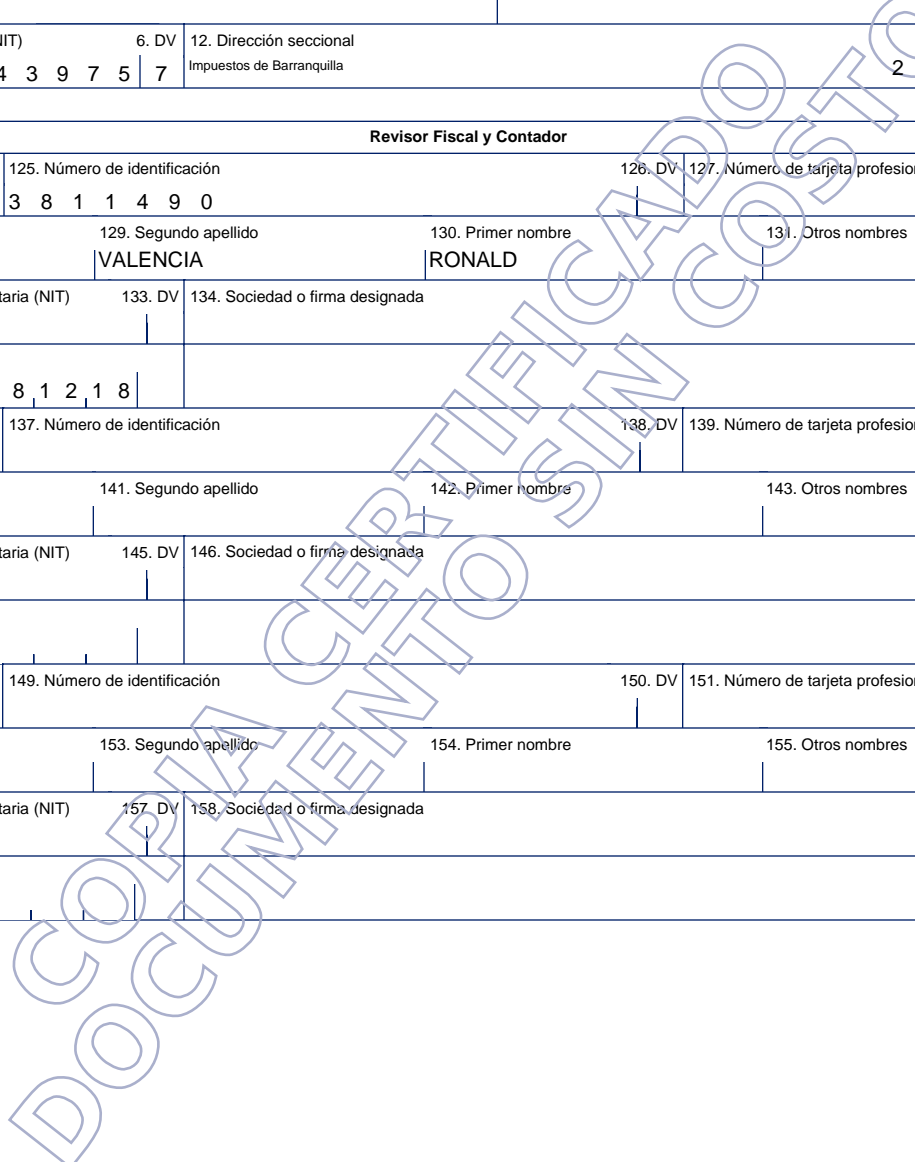 IIT) 6. DV 12. Dirección seccional
4 3 9 7 5 7 Impuestos de Barranquilla 2
Revisor Fiscal y Contador
125. Número de identificación 126. DV 127. Número de tarjeta profesion
3 8 1 1 4 9 0
129. Segundo apellido 130. Primer nombre 131. Otros nombres
VALENCIA RONALD
taria (NIT) 133. DV 134. Sociedad o firma designada
8 1 2 1 8
137. Número de identificación 138. DV 139. Número de tarjeta profesion
141. Segundo apellido 142. Primer nombre 143. Otros nombres
taria (NIT) 145. DV 146. Sociedad o firma designada
149. Número de identificación 150. DV 151. Número de tarjeta profesion
153. Segundo apellido 154. Primer nombre 155. Otros nombres
taria (NIT) 157. DV 158. Sociedad o firma designada
COPIA CERTIFICADO
DOCUMENTO SIN COSTO